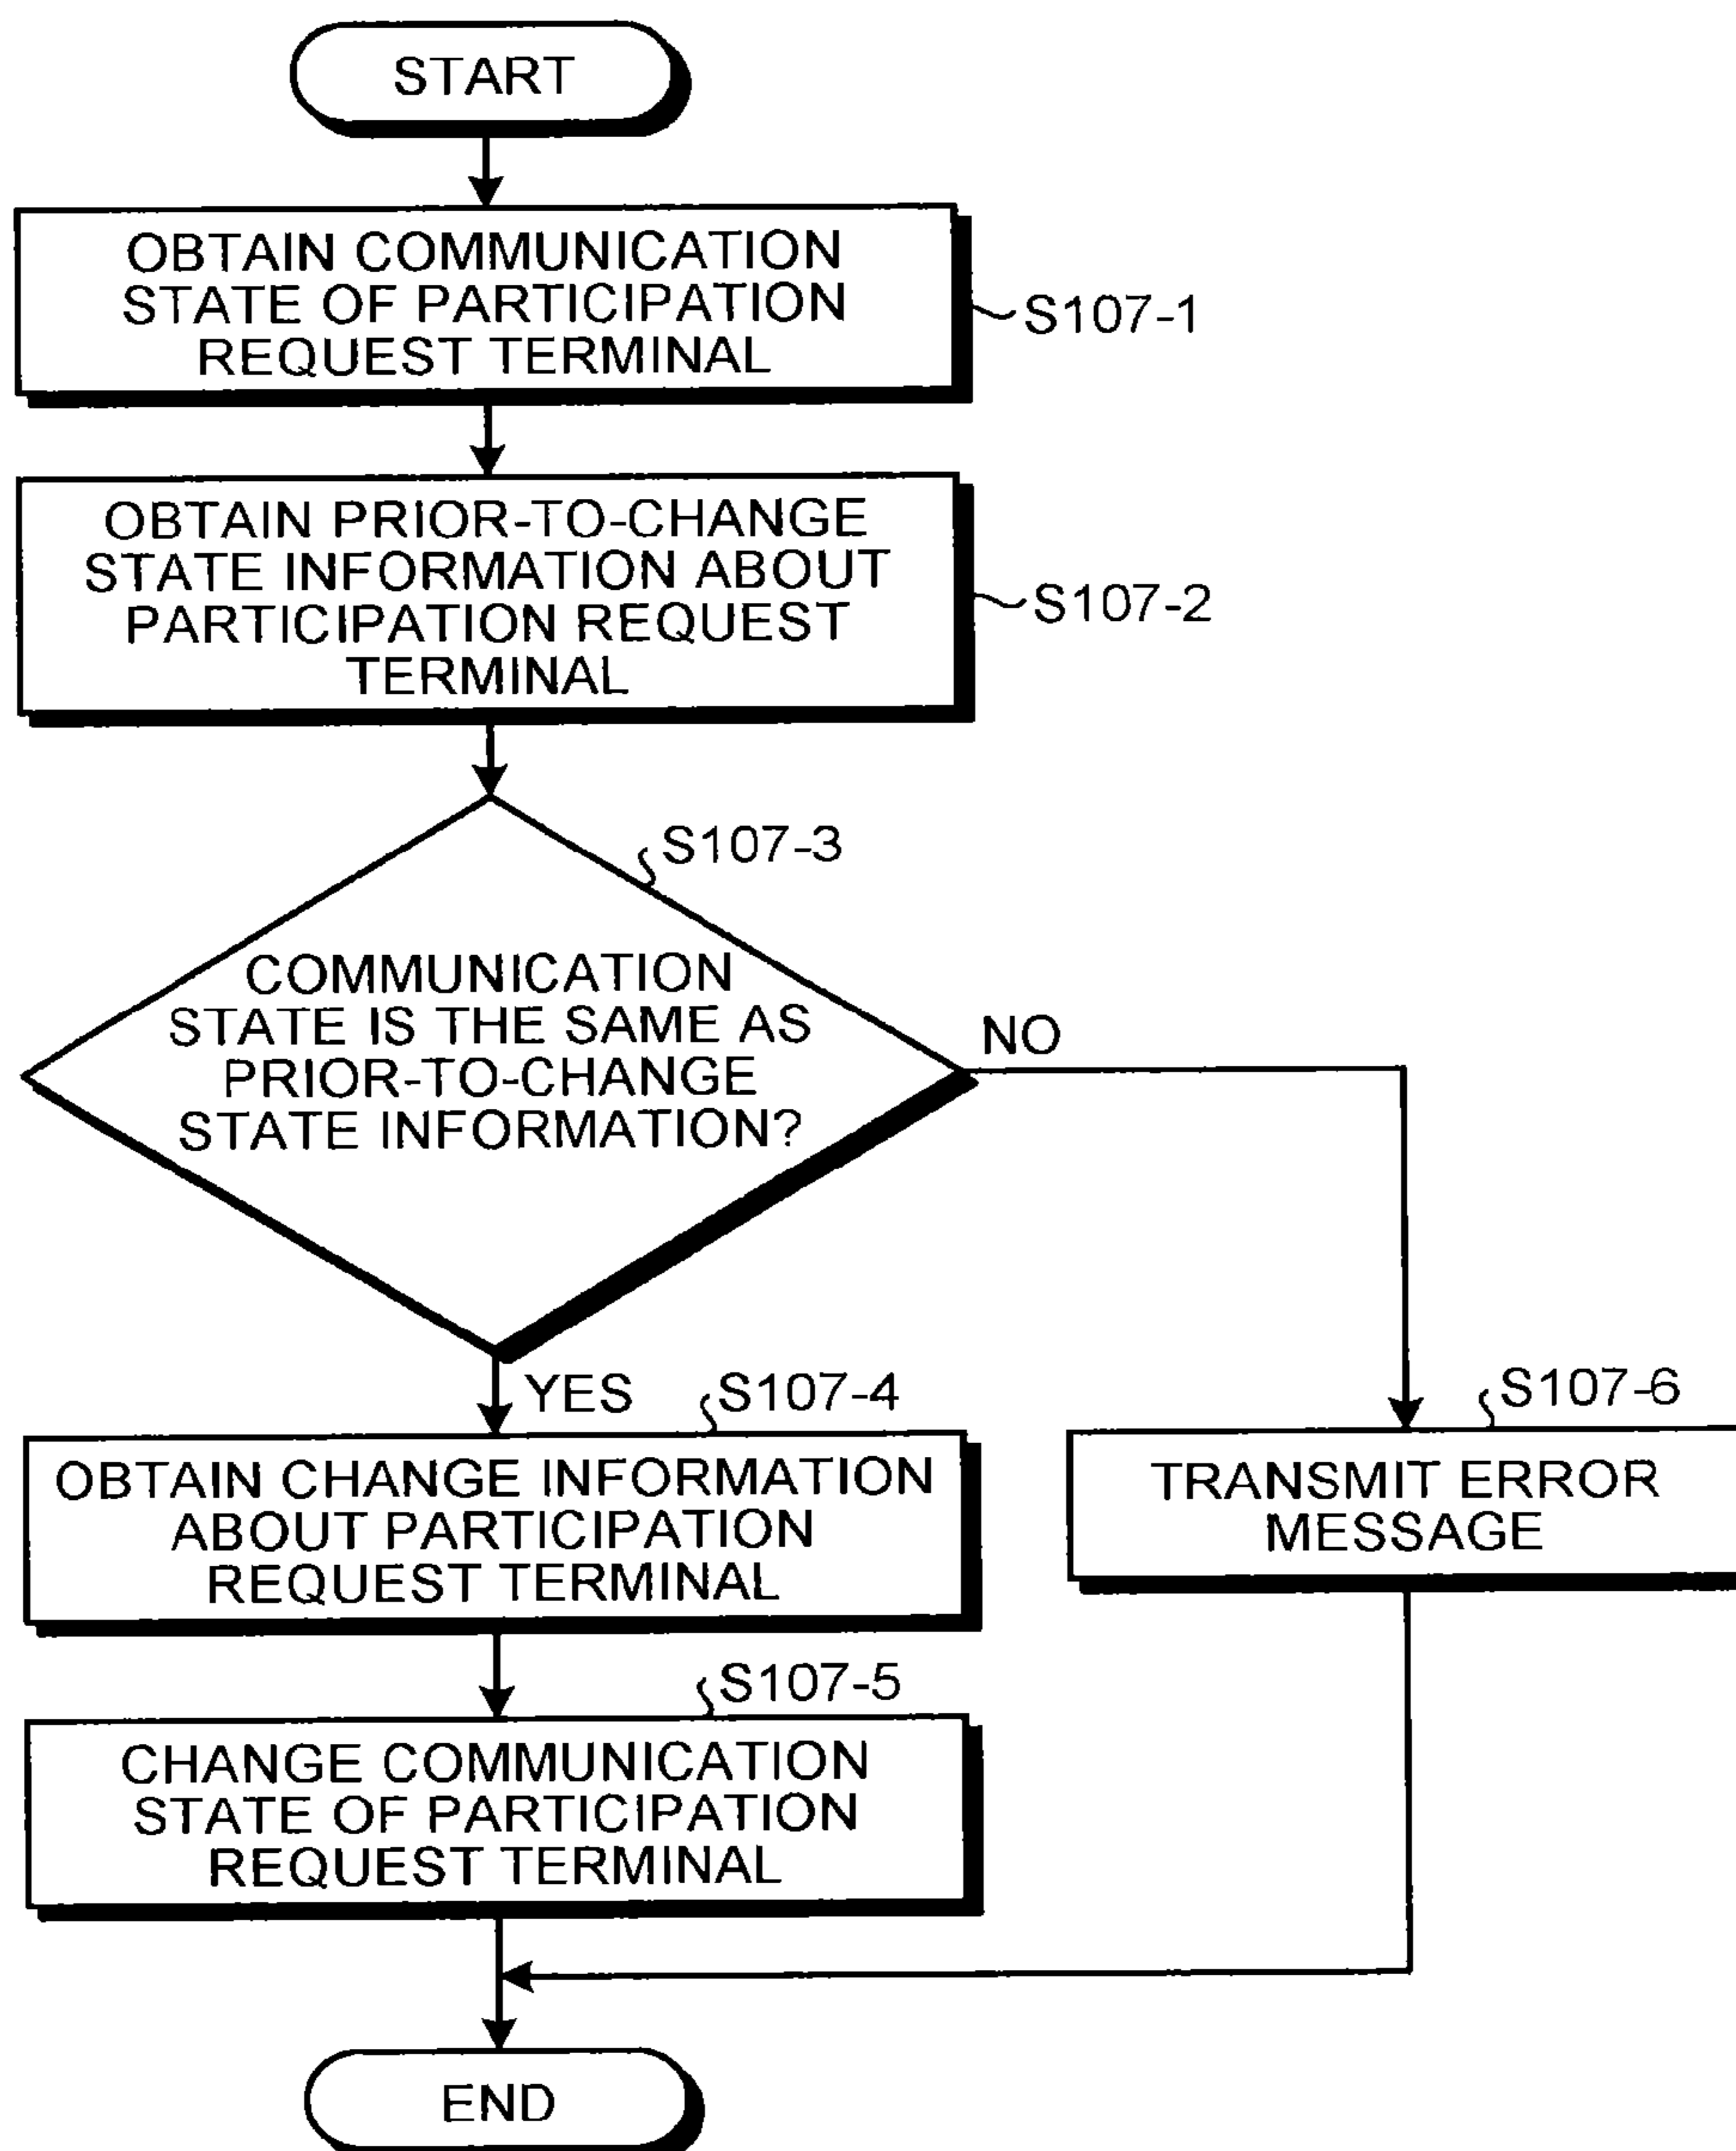 START
OBTAIN COMMUNICATION
STATE OF PARTICIPATION
REQUEST TERMINAL
S107-1
OBTAIN PRIOR-TO-CHANGE
STATE INFORMATION ABOUT
PARTICIPATION REQUEST
TERMINAL
S107-2
S107-3
COMMUNICATION
STATE IS THE SAME AS
PRIOR-TO-CHANGE
STATE INFORMATION?
NO
YES
S107-4
OBTAIN CHANGE INFORMATION
ABOUT PARTICIPATION
REQUEST TERMINAL
S107-6
TRANSMIT ERROR
MESSAGE
S107-5
CHANGE COMMUNICATION
STATE OF PARTICIPATION
REQUEST TERMINAL
END